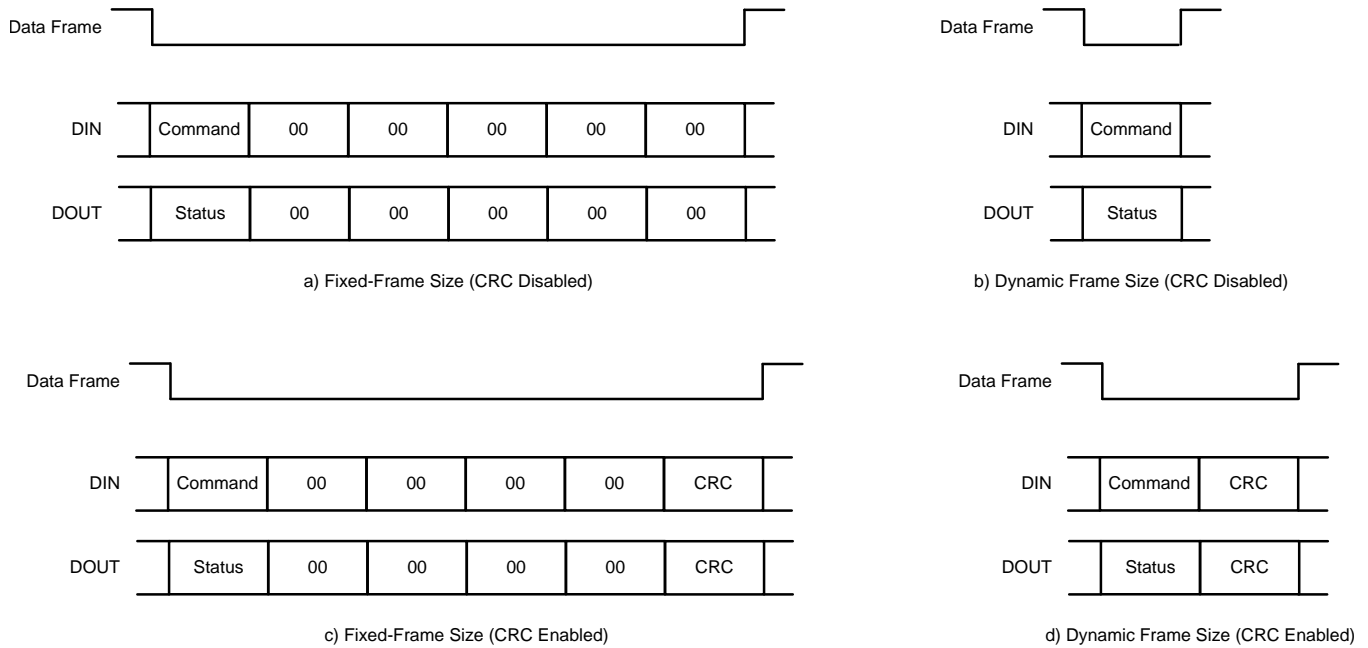 Data Frame
DIN Command 00 00 00 00 00
DOUT Status 00 00 00 00 00
a) Fixed-Frame Size (CRC Disabled)
Data Frame
DIN Command
DOUT Status
b) Dynamic Frame Size (CRC Disabled)
Data Frame
DIN Command 00 00 00 00 CRC
DOUT Status 00 00 00 00 CRC
c) Fixed-Frame Size (CRC Enabled)
Data Frame
DIN Command CRC
DOUT Status CRC
d) Dynamic Frame Size (CRC Enabled)